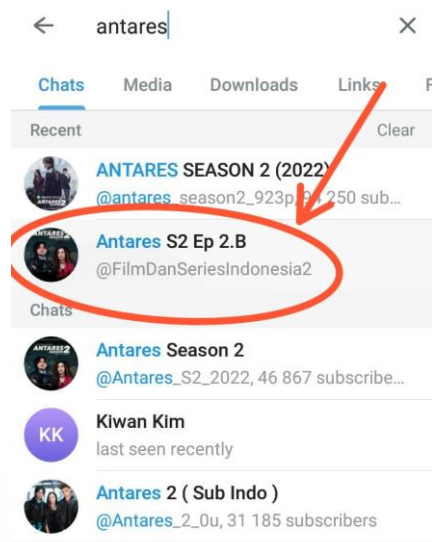 antares
Chats Media Downloads Links
Recent Clear
ANTARES SEASON 2 (2022)
@antares_season2_923p, 94 250 sub...
Antares S2 Ep 2.B
@FilmDanSeriesIndonesia2
Chats
Antares Season 2
@Antares_S2_2022, 46 867 subscribe...
KK
Kiwan Kim
last seen recently
Antares 2 ( Sub Indo )
@Antares_2_0u, 31 185 subscribers